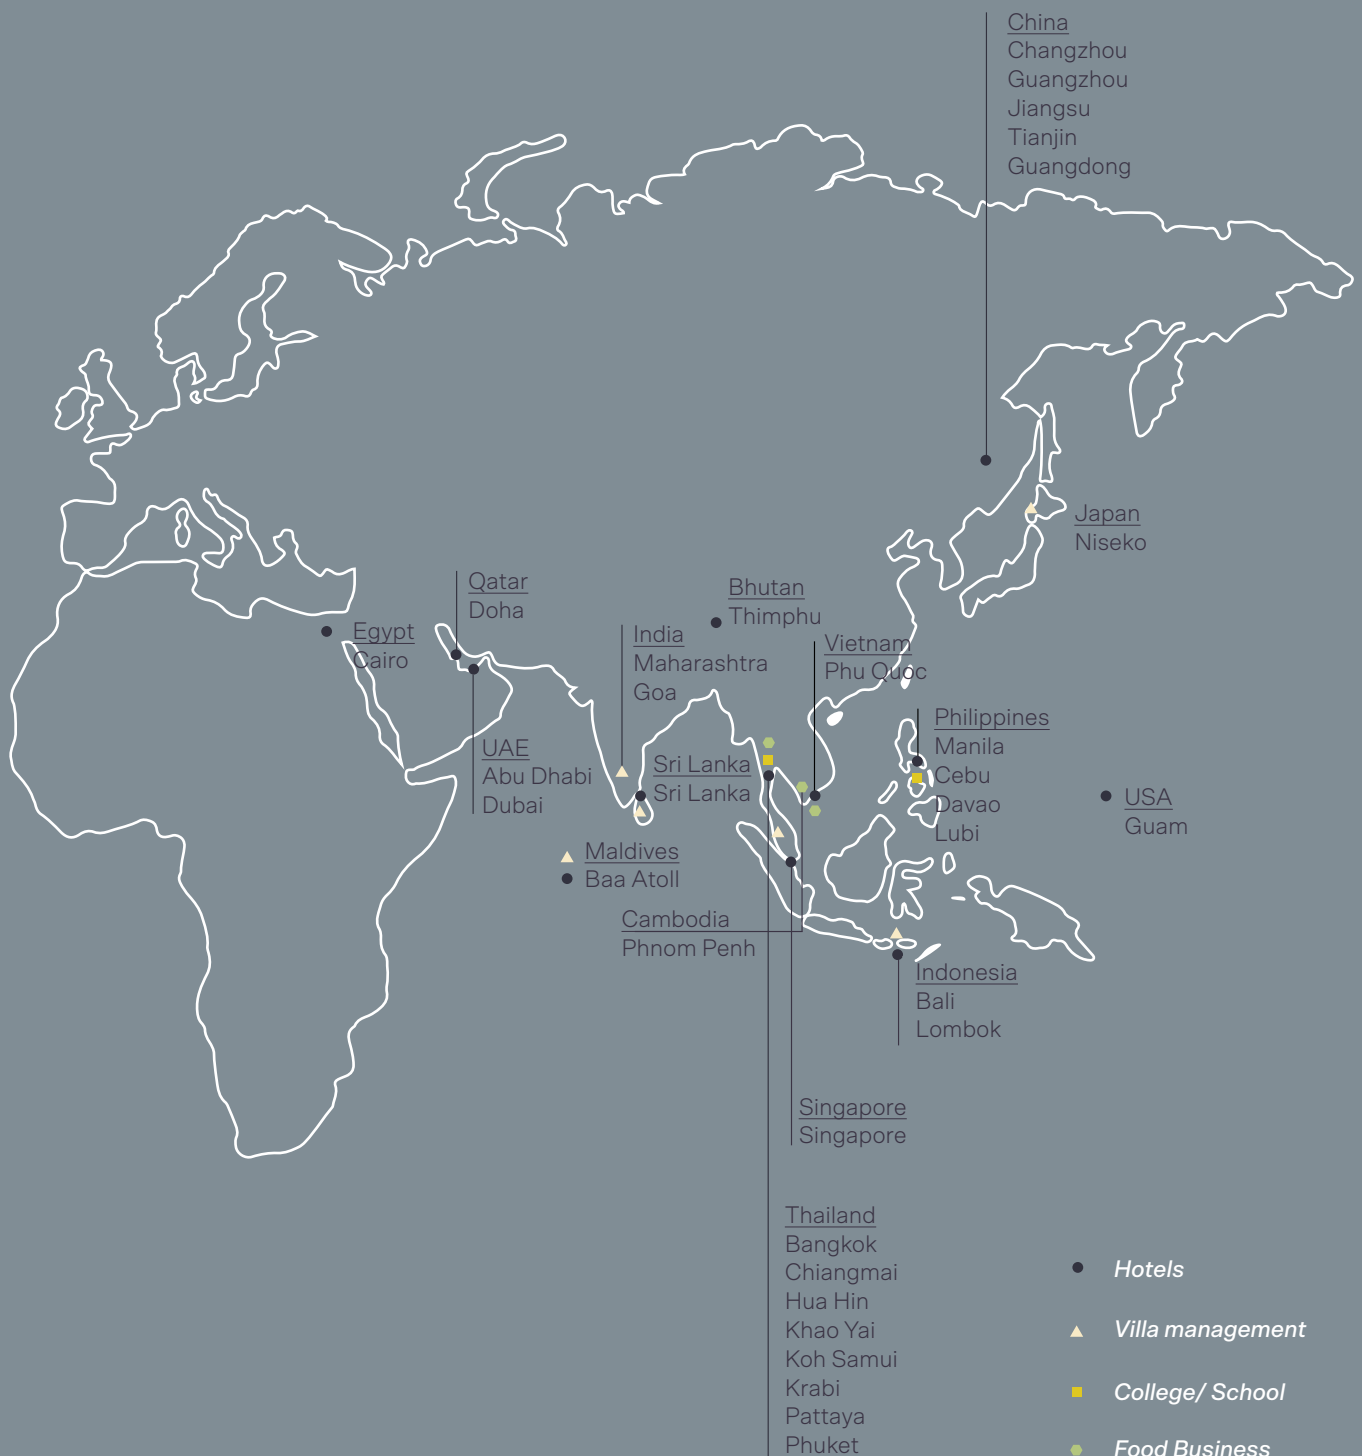 China
Changzhou
Guangzhou
Jiangsu
Tianjin
Guangdong
Japan
Niseko
Qatar
Doha
Bhutan
Thimphu
Egypt
Cairo
India
Maharashtra
Goa
Vietnam
Phu Quoc
UAE
Abu Dhabi
Dubai
Sri Lanka
Sri Lanka
Philippines
Manila
Cebu
Davao
Lubi
USA
Guam
Maldives
Baa Atoll
Cambodia
Phnom Penh
Indonesia
Bali
Lombok
Singapore
Singapore
Thailand
Bangkok
Chiangmai
Hua Hin
Khao Yai
Koh Samui
Krabi
Pattaya
Phuket
Hotels
Villa management
College/ School
Food Business